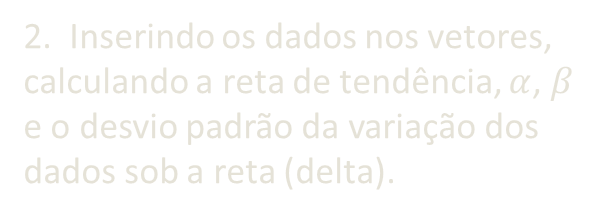 2. Inserindo os dados nos vetores,
calculando a reta de tendência, 𝛼, 𝛽
e o desvio padrão da variação dos
dados sob a reta (delta).